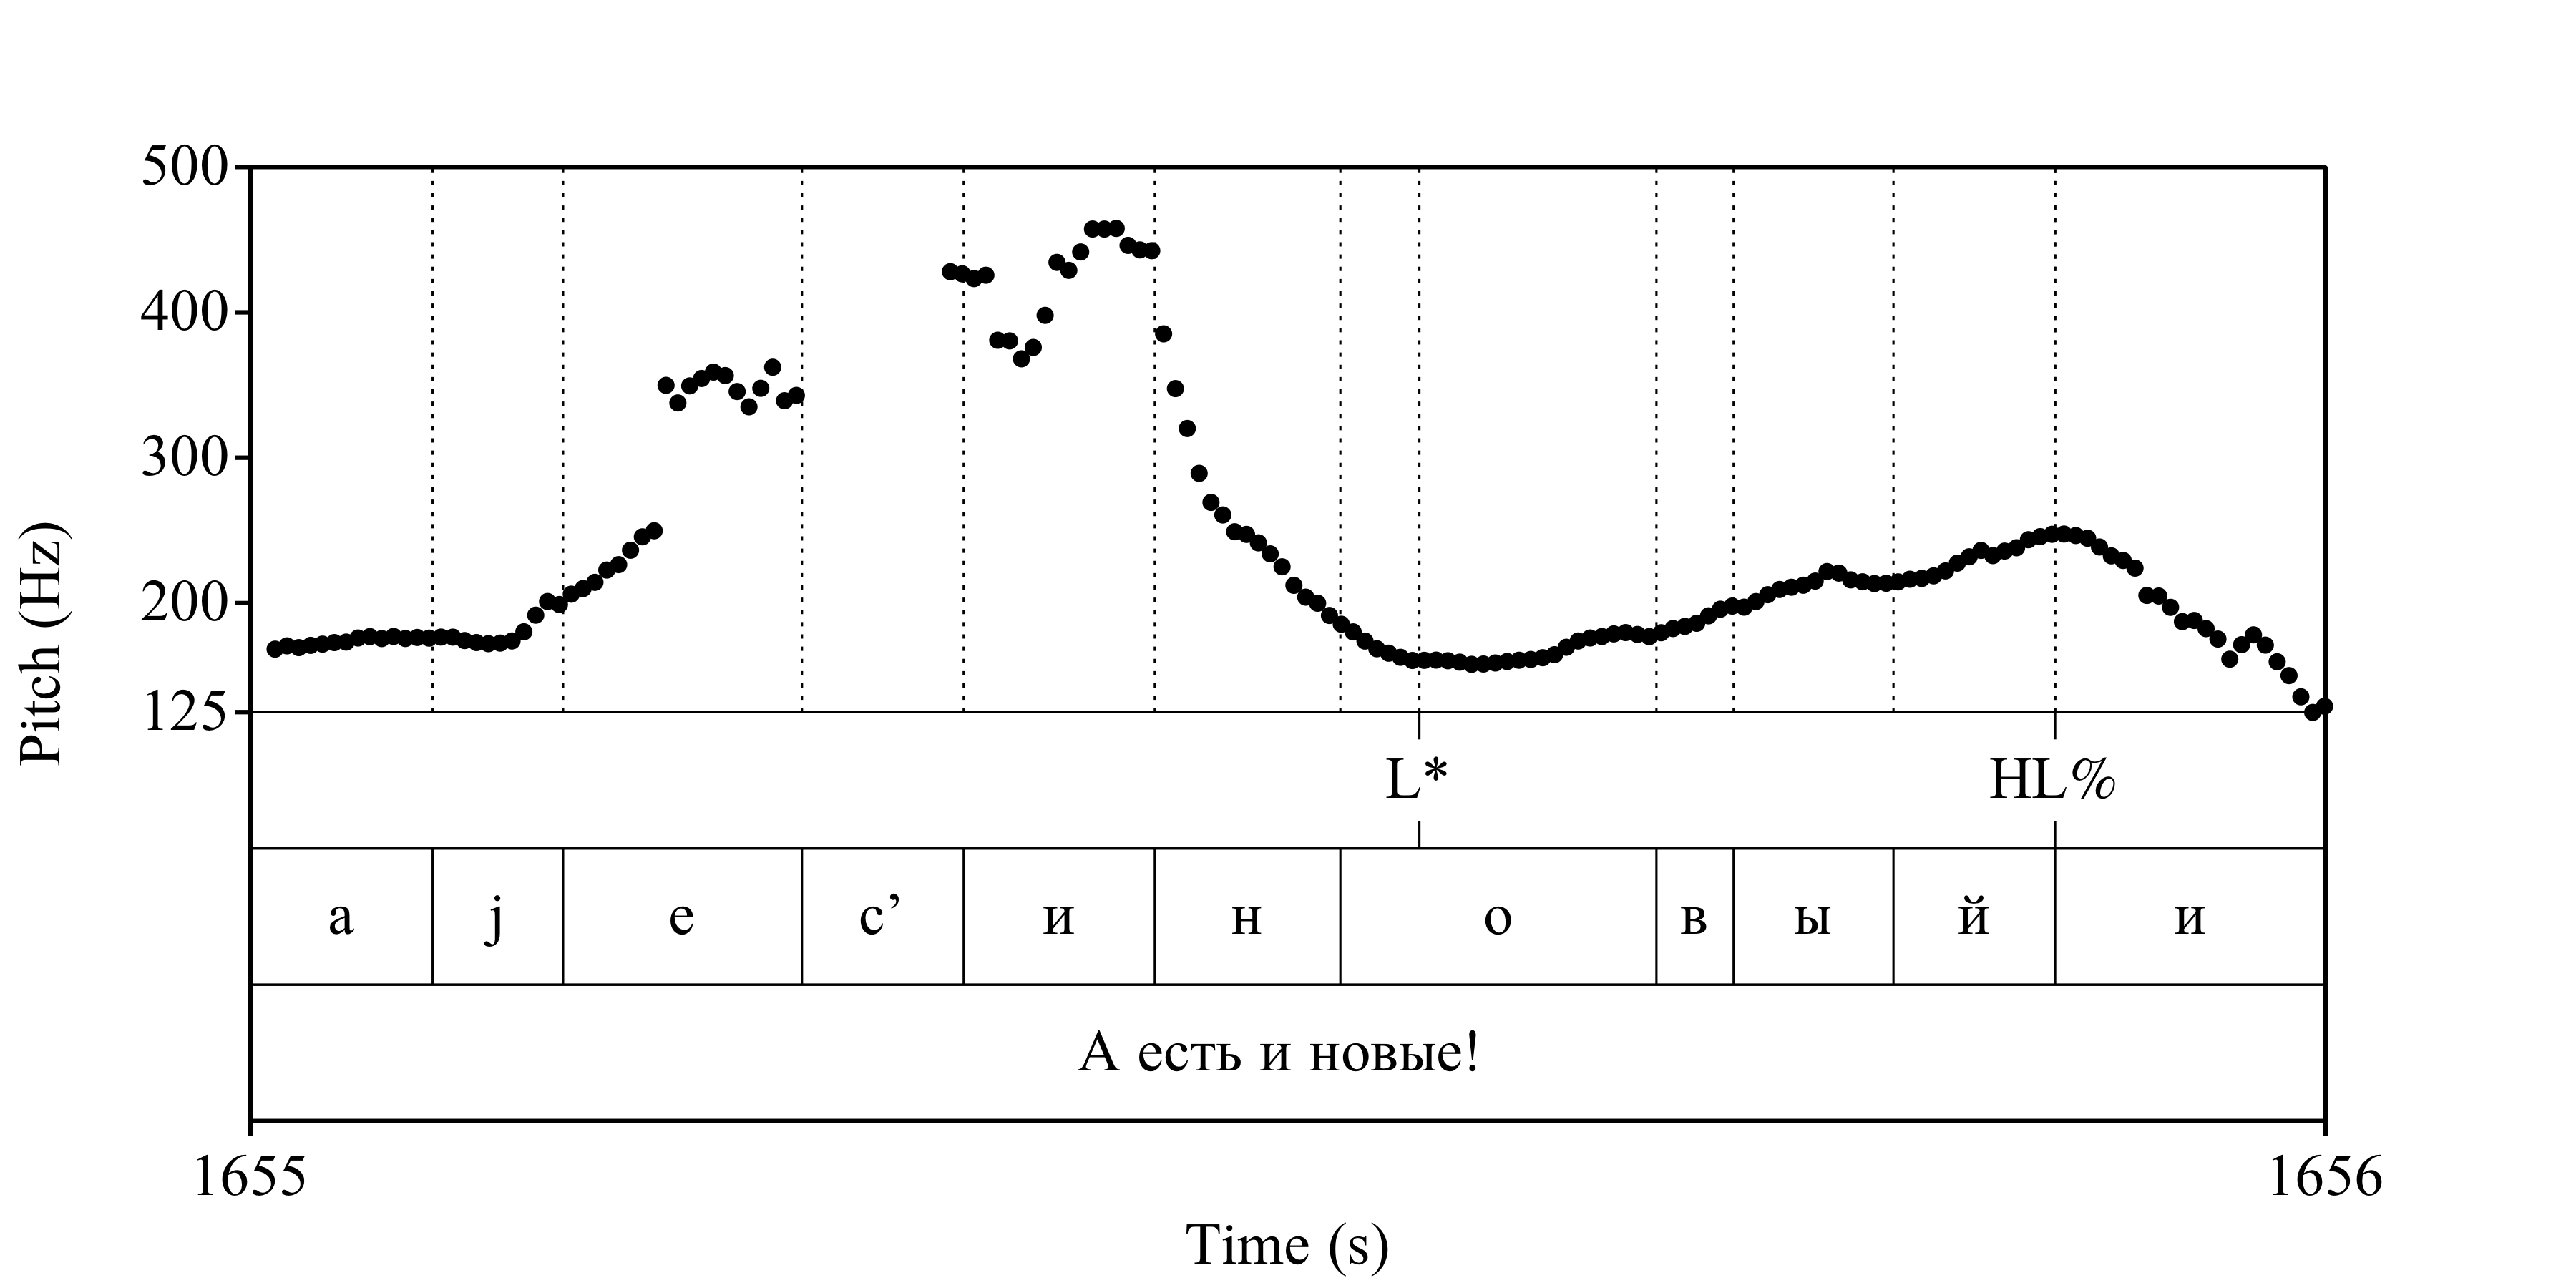 500
400
300
200
125
Pitch (Hz)
L* HL%
а j е с’ и н о в ы й и
А есть и новые!
1655 1656
Time (s)